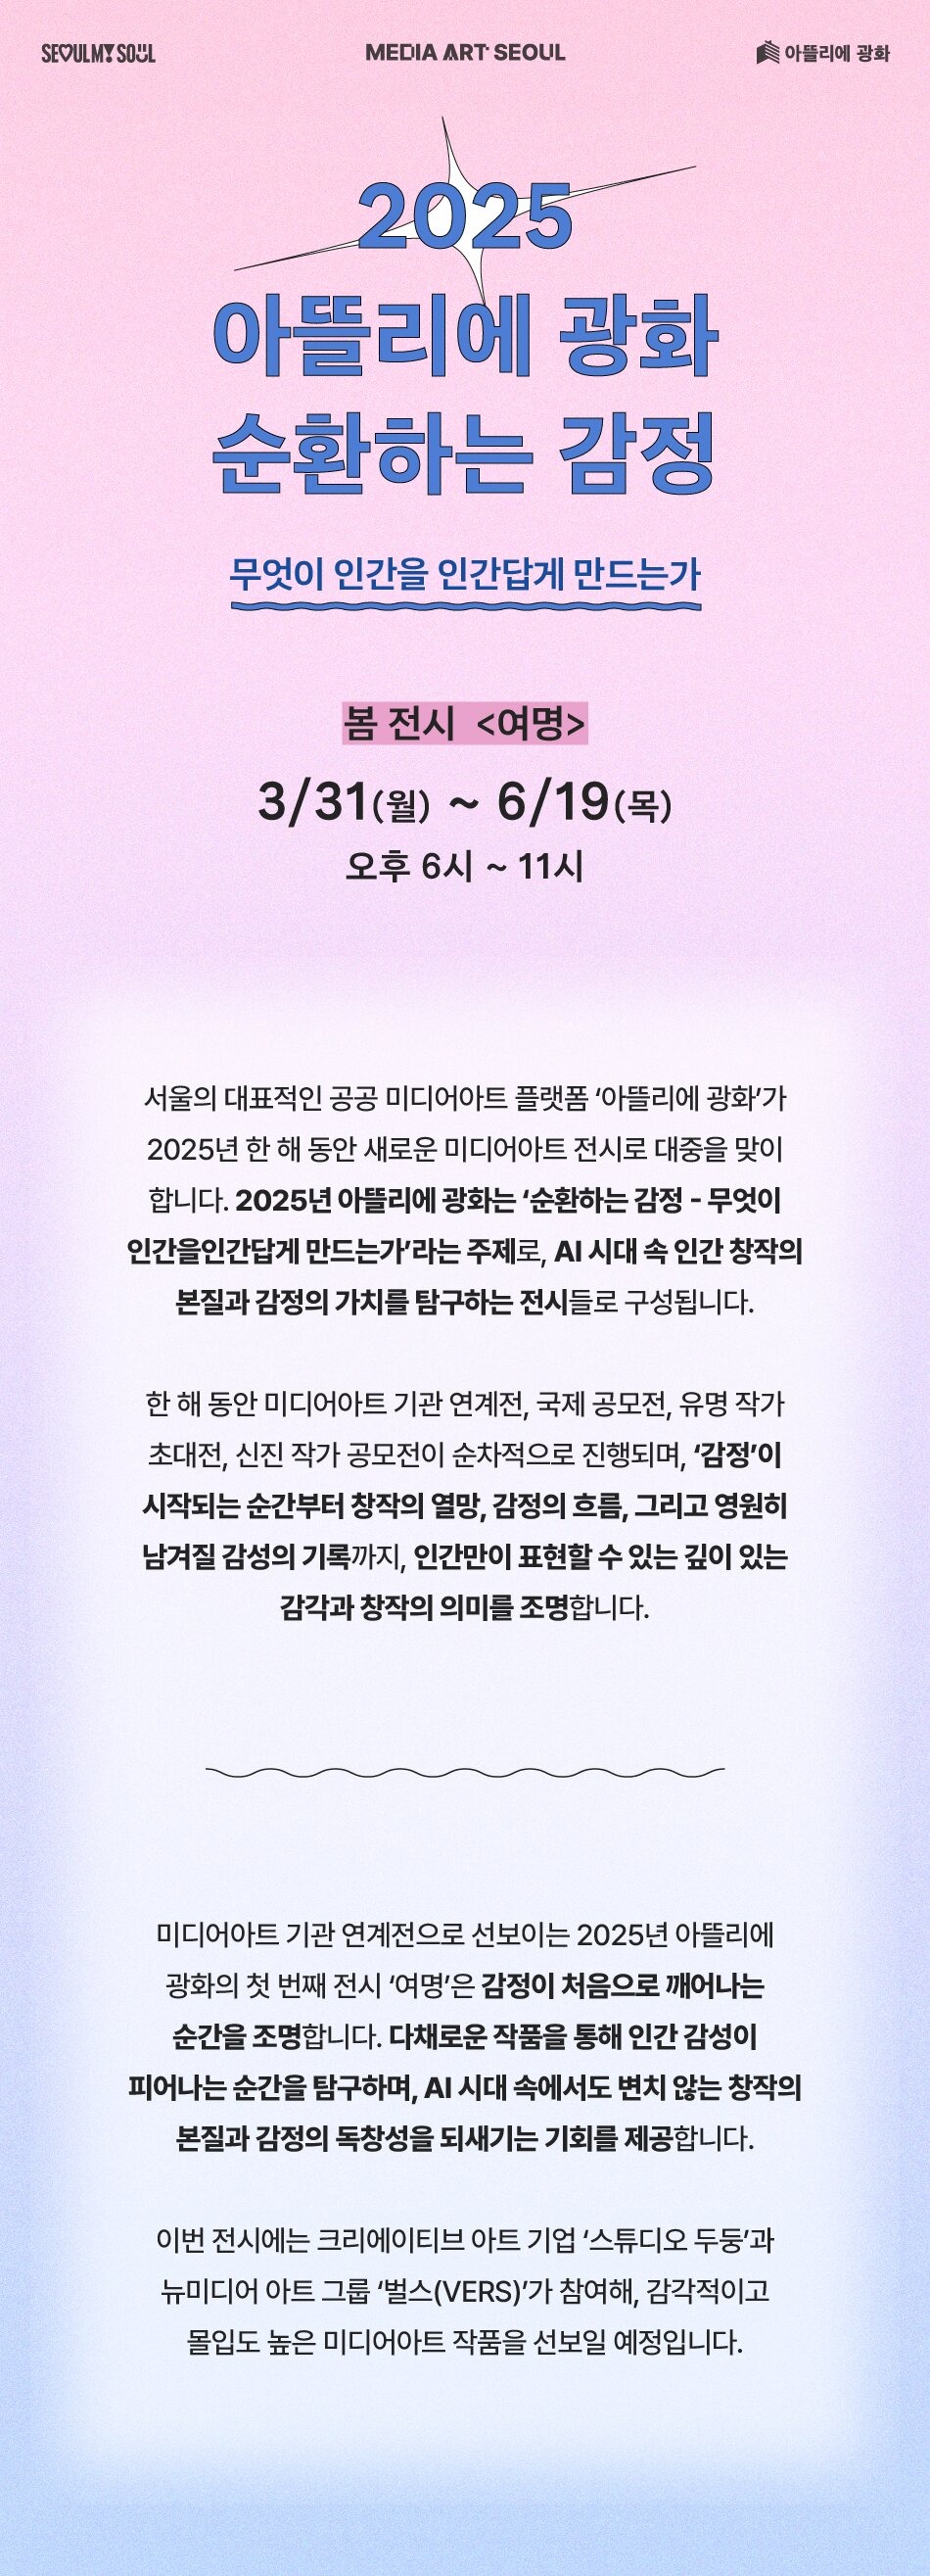 SEOUL MY SOUL
MEDIA ART SEOUL
아뜰리에 광화
2025
아뜰리에 광화
순환하는 감정
무엇이 인간을 인간답게 만드는가
봄 전시 <여명>
3/31(월) ~ 6/19(목)
오후 6시 ~ 11시
서울의 대표적인 공공 미디어아트 플랫폼 ‘아뜰리에 광화’가
2025년 한 해 동안 새로운 미디어아트 전시로 대중을 맞이
합니다. 2025년 아뜰리에 광화는 ‘순환하는 감정 - 무엇이
인간을인간답게 만드는가’라는 주제로, AI 시대 속 인간 창작의
본질과 감정의 가치를 탐구하는 전시들로 구성됩니다.
한 해 동안 미디어아트 기관 연계전, 국제 공모전, 유명 작가
초대전, 신진 작가 공모전이 순차적으로 진행되며, ‘감정’이
시작되는 순간부터 창작의 열망, 감정의 흐름, 그리고 영원히
남겨질 감성의 기록까지, 인간만이 표현할 수 있는 깊이 있는
감각과 창작의 의미를 조명합니다.
미디어아트 기관 연계전으로 선보이는 2025년 아뜰리에
광화의 첫 번째 전시 ‘여명’은 감정이 처음으로 깨어나는
순간을 조명합니다. 다채로운 작품을 통해 인간 감성이
피어나는 순간을 탐구하며, AI 시대 속에서도 변치 않는 창작의
본질과 감정의 독창성을 되새기는 기회를 제공합니다.
이번 전시에는 크리에이티브 아트 기업 ‘스튜디오 두둥’과
뉴미디어 아트 그룹 ‘벌스(VERS)’가 참여해, 감각적이고
몰입도 높은 미디어아트 작품을 선보일 예정입니다.